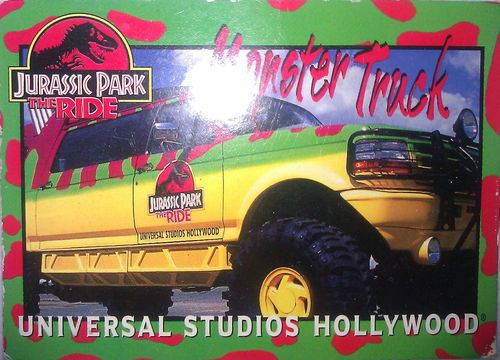 JURASSIC PARK
THE RIDE
Monster Truck
JURASSIC PARK
THE RIDE
UNIVERSAL STUDIOS HOLLYWOOD
UNIVERSAL STUDIOS HOLLYWOOD®